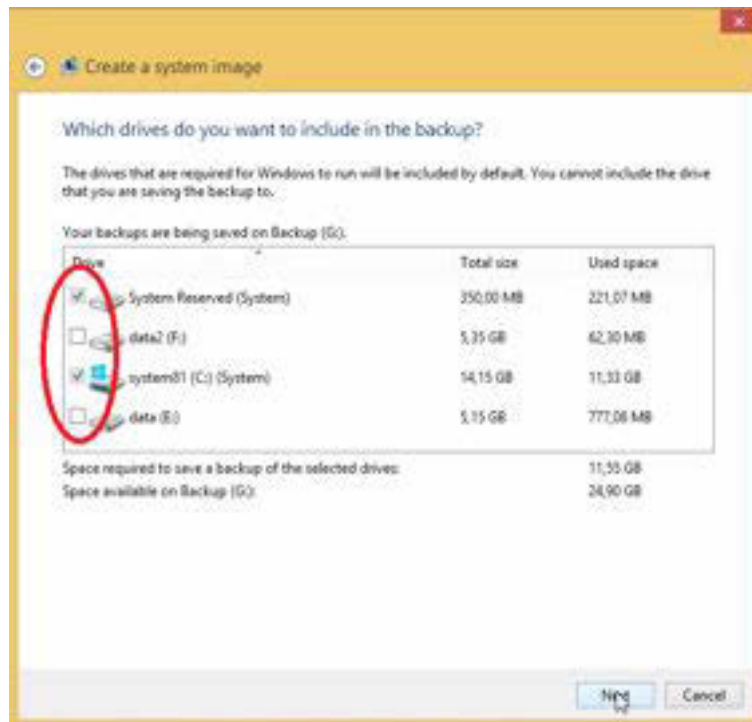 Create a system image
Which drives do you want to include in the backup?
The drives that are required for Windows to run will be included by default. You cannot include the drive
that you are saving the backup to.
Your backups are being saved on Backup (G:).
Drive Total size Used space
System Reserved (System) 350,00 MB 221,07 MB
data2 (F:) 5,35 GB 62,30 MB
system81 (C:) (System) 14,15 GB 11,33 GB
data (E:) 5,15 GB 777,08 MB
Space required to save a backup of the selected drives: 11,55 GB
Space available on Backup (G:): 24,90 GB
Next Cancel